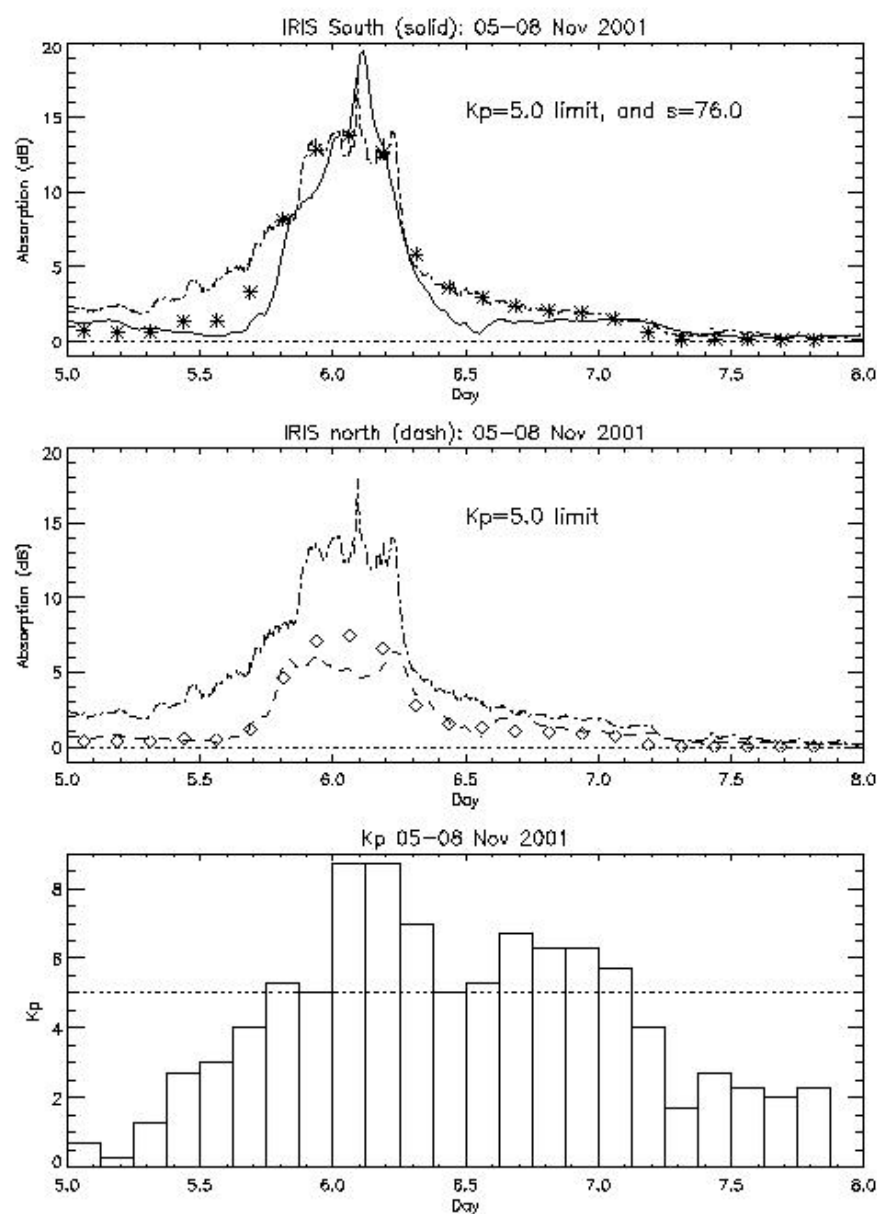 IRIS South (solid): 05-08 Nov 2001
20
15
10
5
0
Absorption (dB)
Kp=5.0 limit, and s=76.0
5.0 5.5 6.0 6.5 7.0 7.5 8.0
Day
IRIS north (dash): 05-08 Nov 2001
20
15
10
5
0
Absorption (dB)
Kp=5.0 limit
5.0 5.5 6.0 6.5 7.0 7.5 8.0
Day
Kp 05-08 Nov 2001
8
6
4
2
0
Kp
5.0 5.5 6.0 6.5 7.0 7.5 8.0
Day